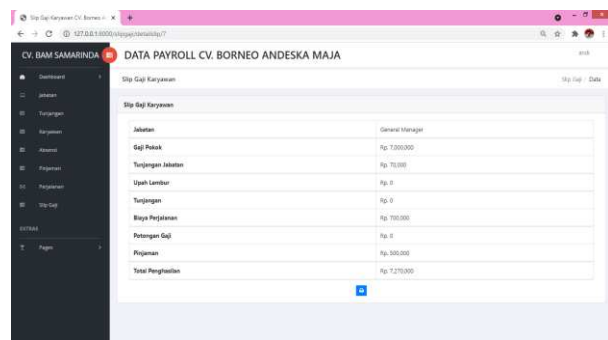 Slip Gaji Karyawan CV. Borneo A
127.0.0.1:8000/slipgaji/detailslip/7
CV. BAM SAMARINDA
DATA PAYROLL CV. BORNEO ANDESKA MAJA
Dashboard
Jabatan
Tunjangan
Karyawan
Absensi
Pinjaman
Perjalanan
Slip Gaji
EXTRAS
Pages
Slip Gaji Karyawan
Slip Gaji / Data
Slip Gaji Karyawan
Jabatan General Manager
Gaji Pokok Rp. 7,000,000
Tunjangan Jabatan Rp. 70,000
Upah Lembur Rp. 0
Tunjangan Rp. 0
Biaya Perjalanan Rp. 700,000
Potongan Gaji Rp. 0
Pinjaman Rp. 500,000
Total Penghasilan Rp. 7,270,000